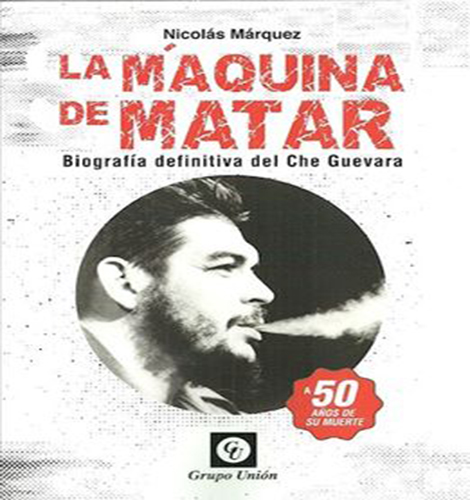 Nicolás Márquez
LA MÁQUINA
DE MATAR
Biografía definitiva del Che Guevara
A 50
AÑOS DE
SU MUERTE
GU
Grupo Unión